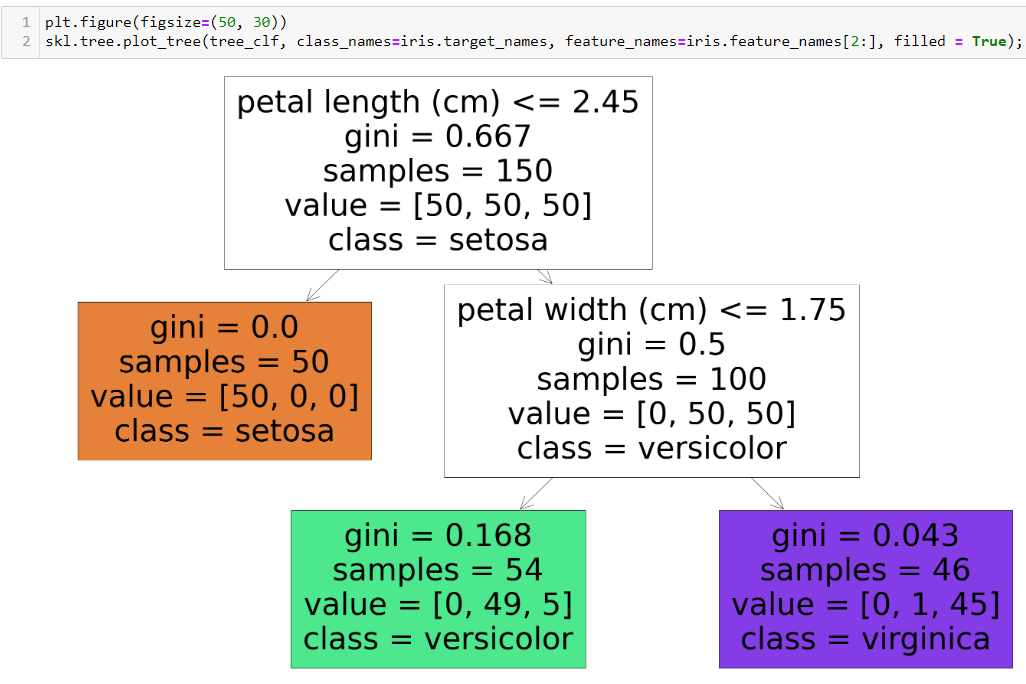 1 plt.figure(figsize=(50, 30))
2 skl.tree.plot_tree(tree_clf, class_names=iris.target_names, feature_names=iris.feature_names[2:], filled = True);
petal length (cm) <= 2.45
gini = 0.667
samples = 150
value = [50, 50, 50]
class = setosa
gini = 0.0
samples = 50
value = [50, 0, 0]
class = setosa
petal width (cm) <= 1.75
gini = 0.5
samples = 100
value = [0, 50, 50]
class = versicolor
gini = 0.168
samples = 54
value = [0, 49, 5]
class = versicolor
gini = 0.043
samples = 46
value = [0, 1, 45]
class = virginica